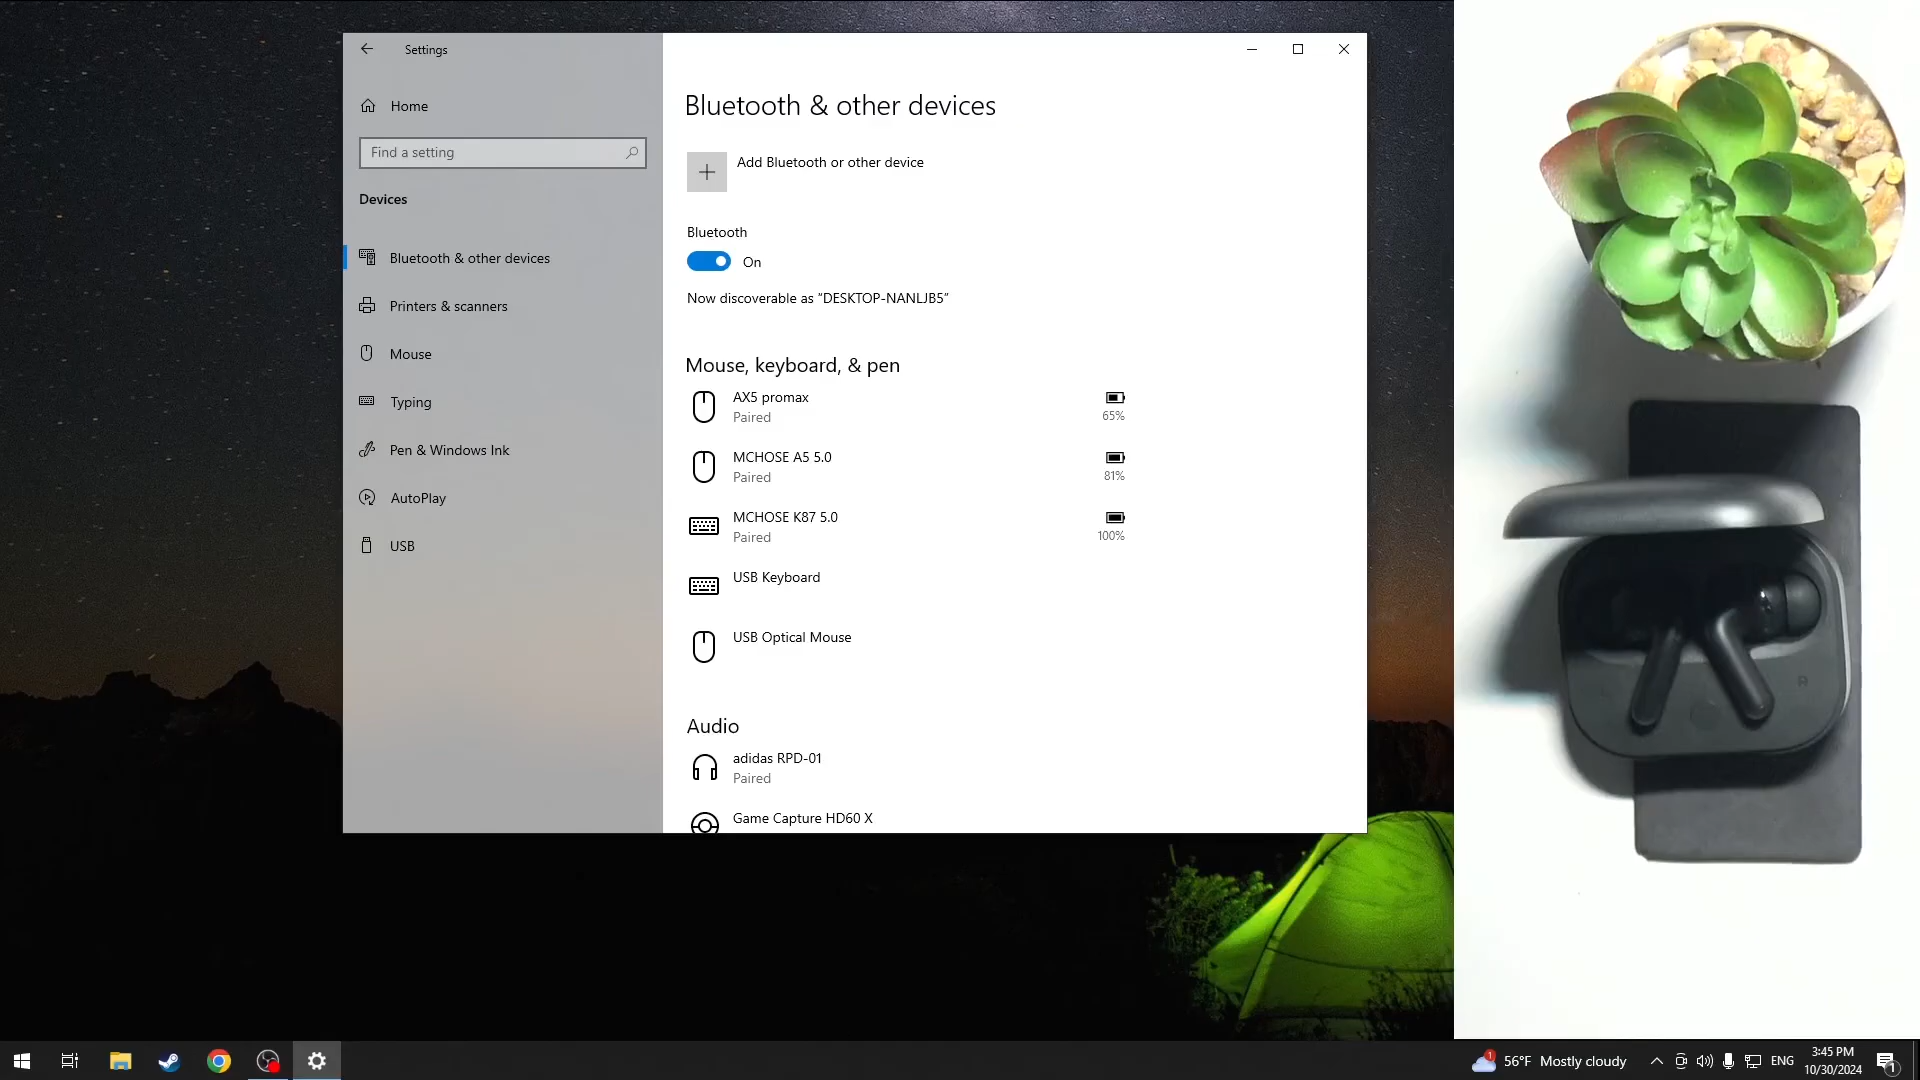 Settings
Home
Find a setting
Devices
Bluetooth & other devices
Printers & scanners
Mouse
Typing
Pen & Windows Ink
AutoPlay
USB
Bluetooth & other devices
Add Bluetooth or other device
Bluetooth
On
Now discoverable as “DESKTOP-NANLJB5”
Mouse, keyboard, & pen
AX5 promax
Paired
65%
MCHOSE A5 5.0
Paired
81%
MCHOSE K87 5.0
Paired
100%
USB Keyboard
USB Optical Mouse
Audio
adidas RPD-01
Paired
Game Capture HD60 X
R
1
56°F Mostly cloudy
ENG
3:45 PM
10/30/2024
1